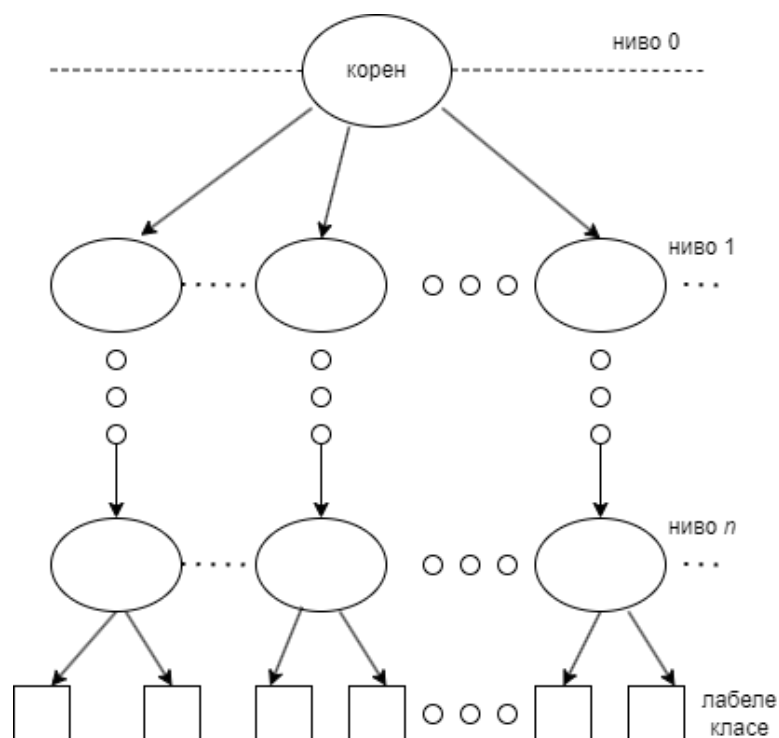 ниво 0
корен
ниво 1
ниво n
лабеле
класе